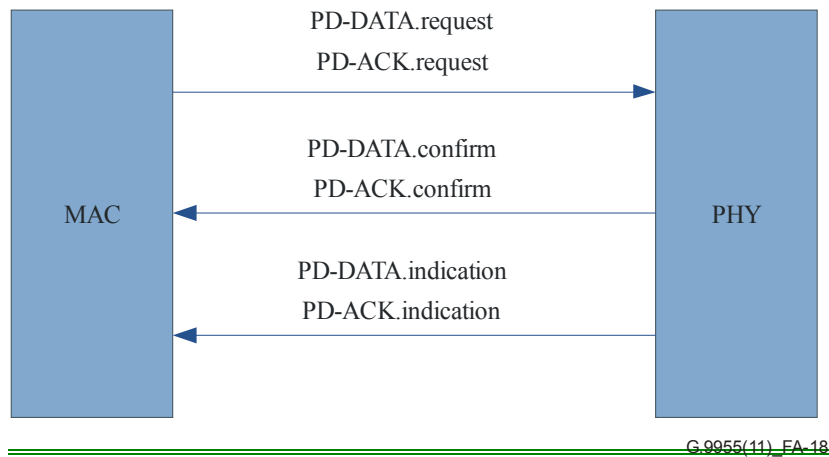 PD-DATA.request
PD-ACK.request
PD-DATA.confirm
PD-ACK.confirm
MAC
PHY
PD-DATA.indication
PD-ACK.indication
G.9955(11)_FA-18